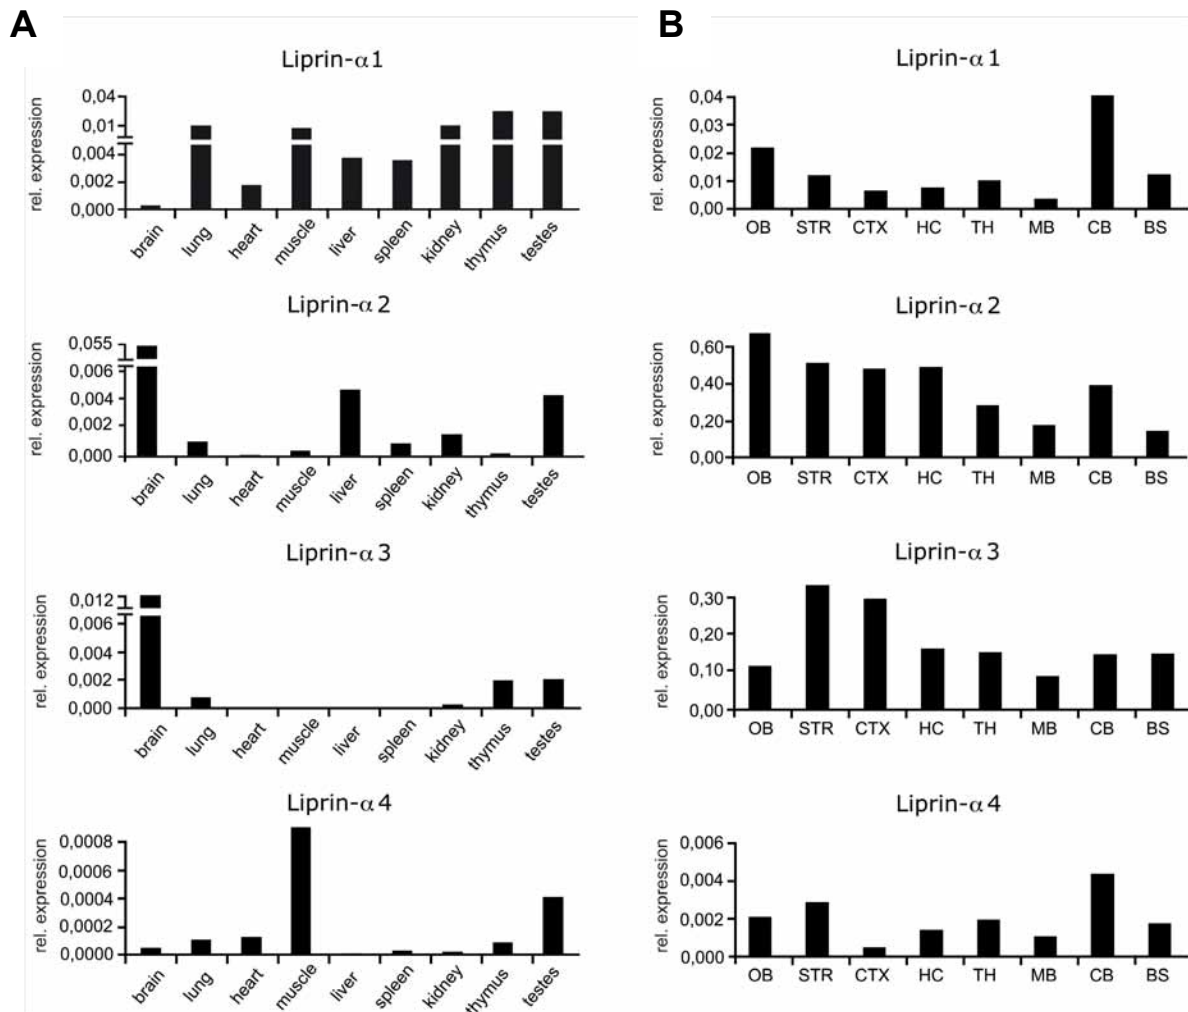 A
Liprin-α1
rel. expression
0,04
0,01
0,004
0,002
0,000
brain lung heart muscle liver spleen kidney thymus testes
Liprin-α2
rel. expression
0,055
0,006
0,004
0,002
0,000
brain lung heart muscle liver spleen kidney thymus testes
Liprin-α3
rel. expression
0,012
0,006
0,004
0,002
0,000
brain lung heart muscle liver spleen kidney thymus testes
Liprin-α4
rel. expression
0,0008
0,0006
0,0004
0,0002
0,0000
brain lung heart muscle liver spleen kidney thymus testes
B
Liprin-α1
rel. expression
0,04
0,03
0,02
0,01
0,00
OB STR CTX HC TH MB CB BS
Liprin-α2
rel. expression
0,60
0,40
0,20
0,00
OB STR CTX HC TH MB CB BS
Liprin-α3
rel. expression
0,30
0,20
0,10
0,00
OB STR CTX HC TH MB CB BS
Liprin-α4
rel. expression
0,006
0,004
0,002
0,000
OB STR CTX HC TH MB CB BS